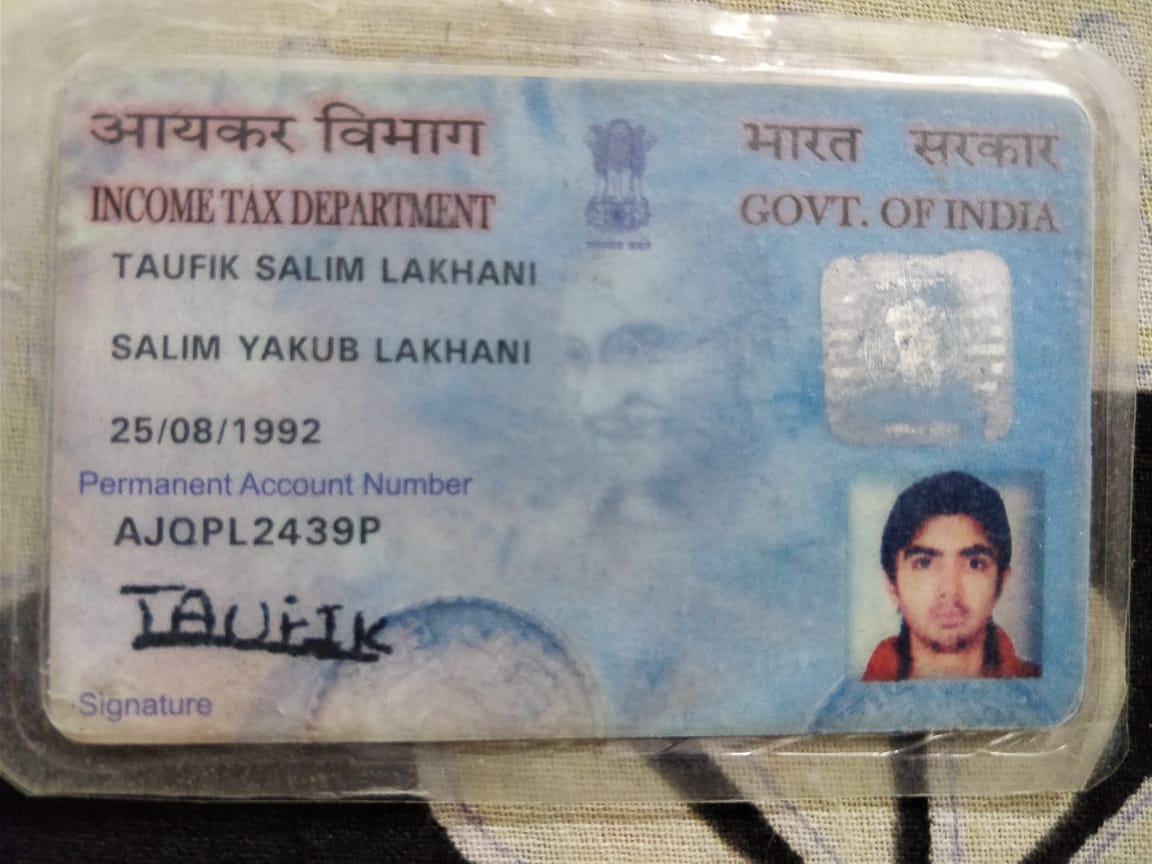 आयकर विभाग
INCOME TAX DEPARTMENT
भारत सरकार
GOVT. OF INDIA
TAUFIK SALIM LAKHANI
SALIM YAKUB LAKHANI
25/08/1992
Permanent Account Number
AJQPL2439P
TAUFIK
Signature